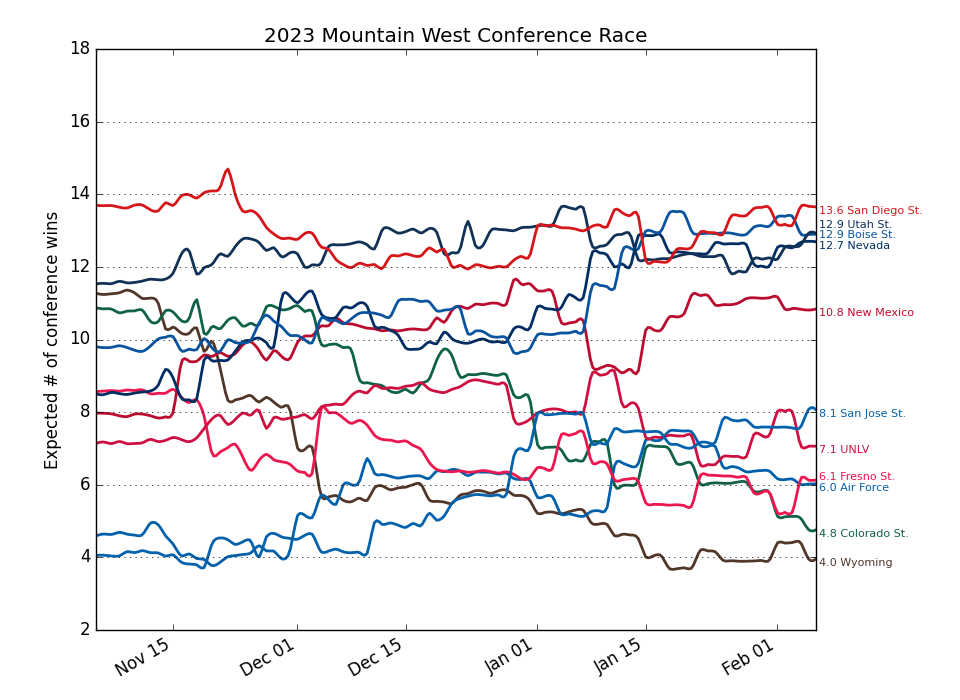 2023 Mountain West Conference Race
Expected # of conference wins
18
16
14
12
10
8
6
4
2
13.6 San Diego St.
12.9 Utah St.
12.9 Boise St.
12.7 Nevada
10.8 New Mexico
8.1 San Jose St.
7.1 UNLV
6.1 Fresno St.
6.0 Air Force
4.8 Colorado St.
4.0 Wyoming
Nov 15
Dec 01
Dec 15
Jan 01
Jan 15
Feb 01